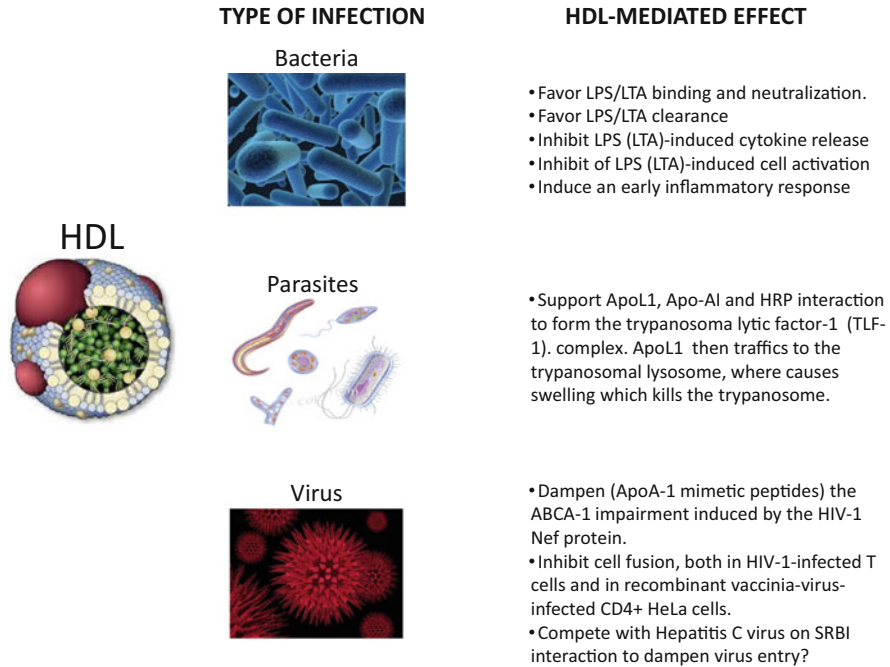 TYPE OF INFECTION
HDL-MEDIATED EFFECT
Bacteria
•Favor LPS/LTA binding and neutralization.
•Favor LPS/LTA clearance
•Inhibit LPS (LTA)-induced cytokine release
•Inhibit of LPS (LTA)-induced cell activation
•Induce an early inflammatory response
HDL
Parasites
•Support ApoL1, Apo-AI and HRP interaction
to form the trypanosoma lytic factor-1 (TLF-
1). complex. ApoL1 then traffics to the
trypanosomal lysosome, where causes
swelling which kills the trypanosome.
Virus
•Dampen (ApoA-1 mimetic peptides) the
ABCA-1 impairment induced by the HIV-1
Nef protein.
•Inhibit cell fusion, both in HIV-1-infected T
cells and in recombinant vaccinia-virus-
infected CD4+ HeLa cells.
•Compete with Hepatitis C virus on SRBI
interaction to dampen virus entry?